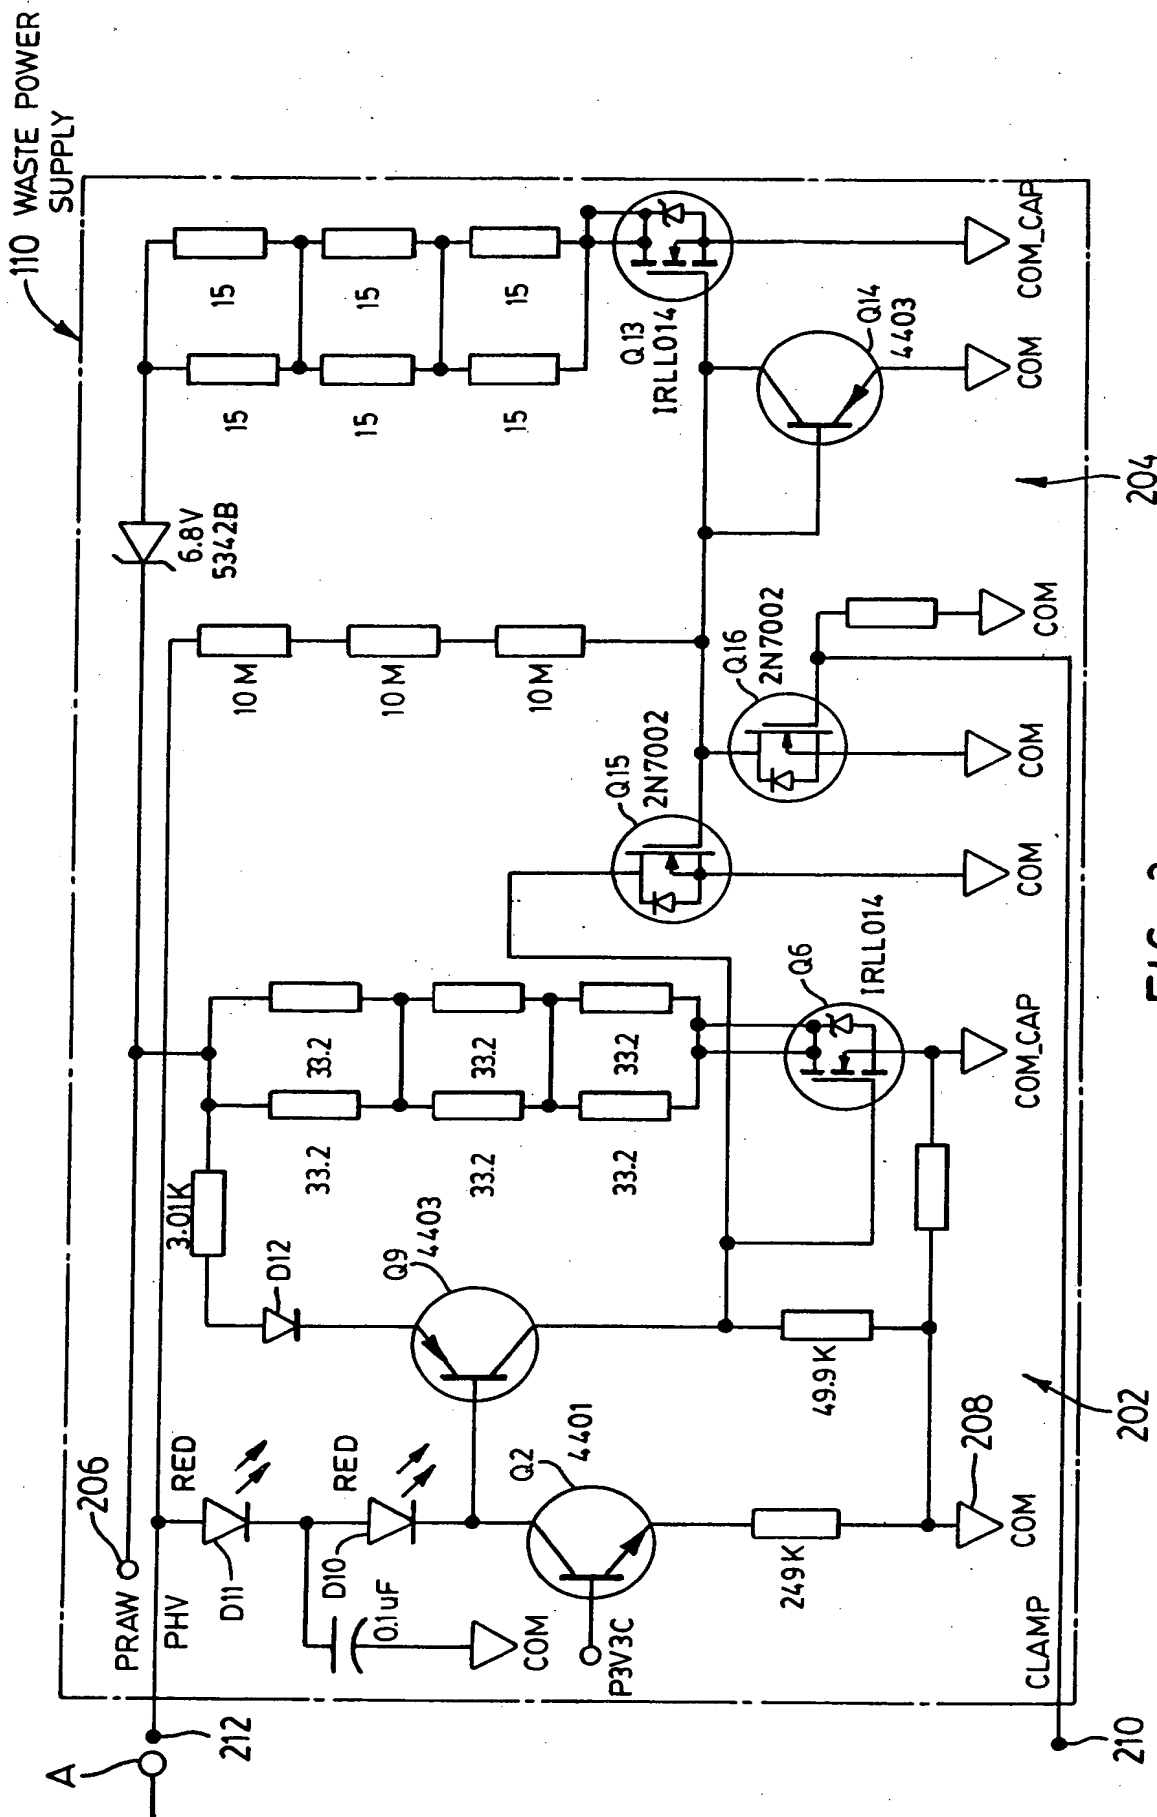 110 WASTE POWER
SUPPLY
A
212
206
PRAW
PHV
RED
D11
RED
D10
0.1uF
COM
P3V3C
Q2
4401
249K
208
COM
3.01K
D12
Q9
4403
49.9K
33.2
33.2
33.2
33.2
33.2
33.2
Q6
IRLL014
COM_CAP
202
Q15
2N7002
COM
10M
10M
10M
Q16
2N7002
COM
COM
6.8V
5342B
15
15
15
15
15
15
Q13
IRLL014
Q14
4403
COM
COM_CAP
204
CLAMP
210